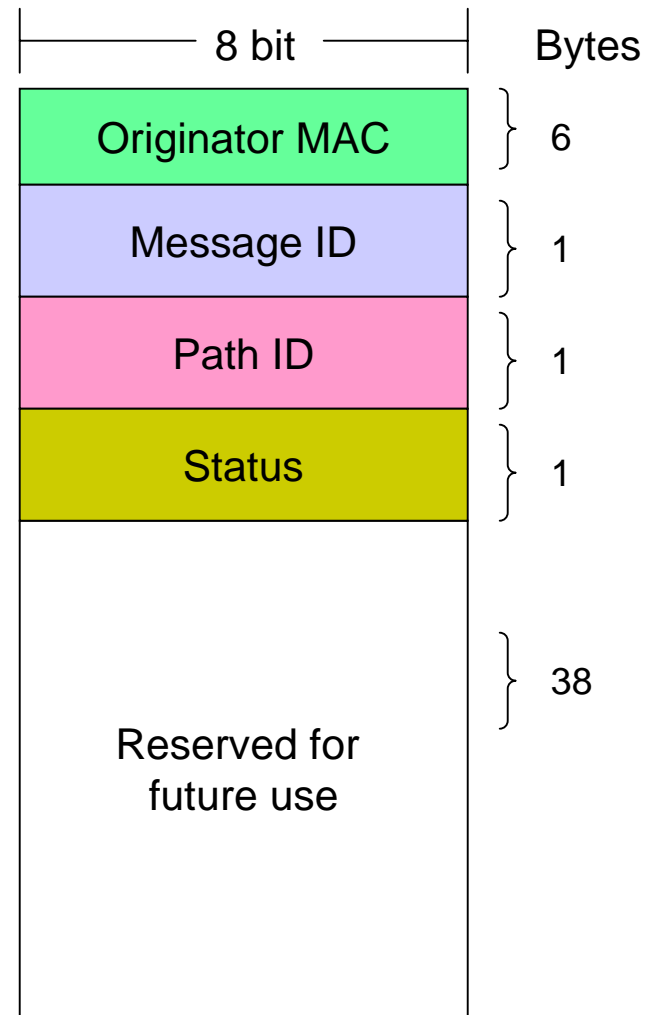 8 bit Bytes
Originator MAC 6
Message ID 1
Path ID 1
Status 1
38
Reserved for
future use